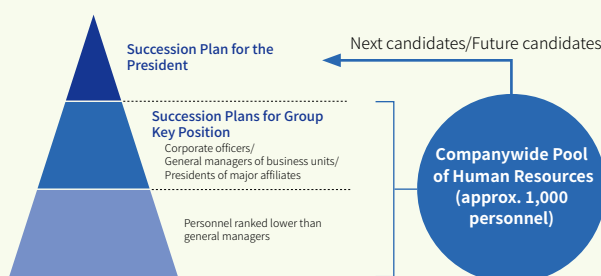 Next candidates/Future candidates
Succession Plan for the
President
Succession Plans for Group
Key Position
Corporate officers/
General managers of business units/
Presidents of major affiliates
Companywide Pool
of Human Resources
(approx. 1,000
personnel)
Personnel ranked lower than
general managers